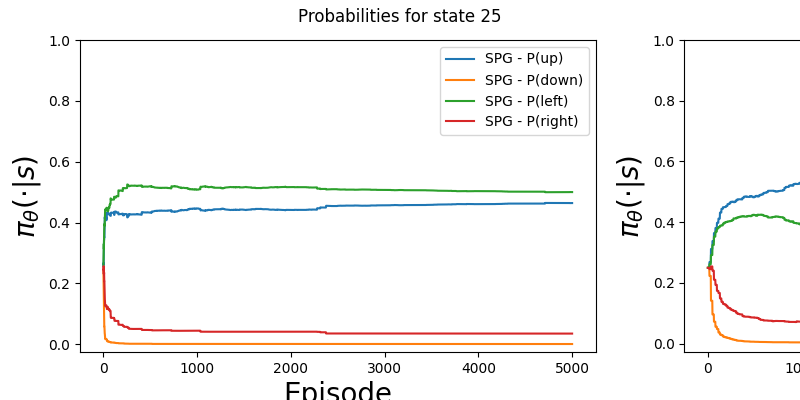 Probabilities for state 25
1.0
0.8
0.6
0.4
0.2
0.0
π_θ(·|s)
SPG - P(up)
SPG - P(down)
SPG - P(left)
SPG - P(right)
0 1000 2000 3000 4000 5000
Episode
1.0
0.8
0.6
0.4
0.2
0.0
π_θ(·|s)
0